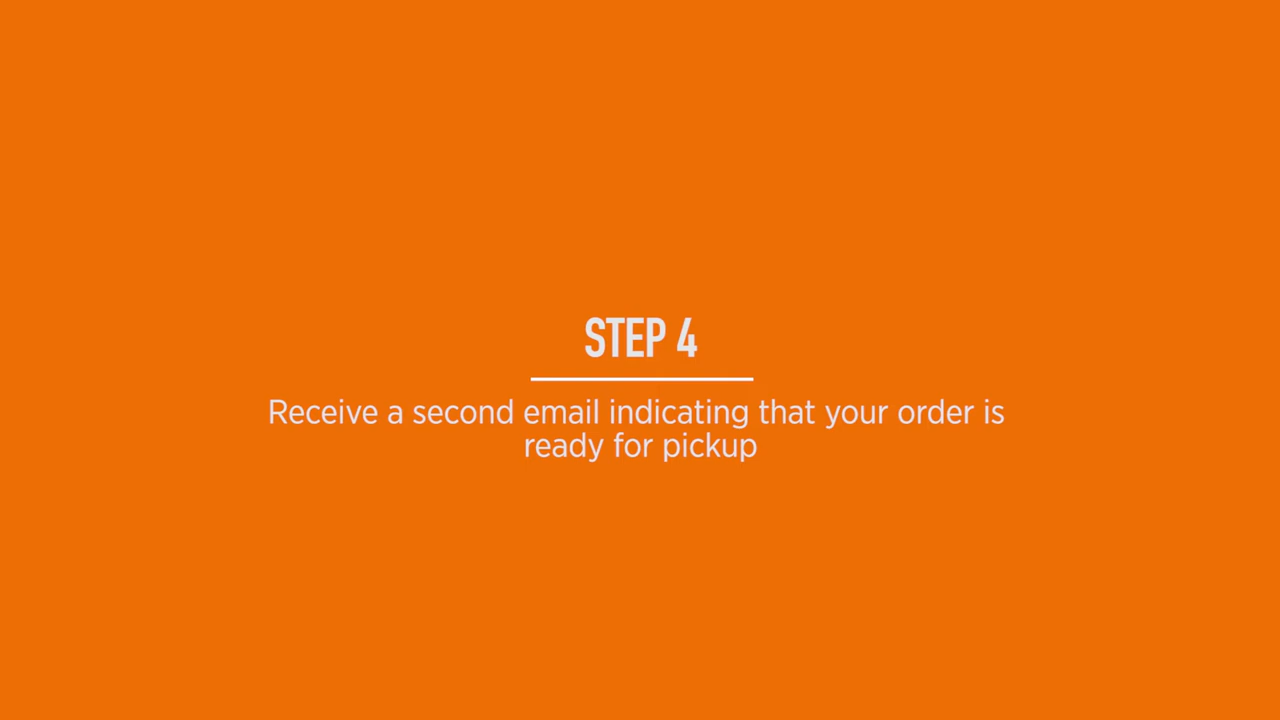 STEP 4
Receive a second email indicating that your order is
ready for pickup